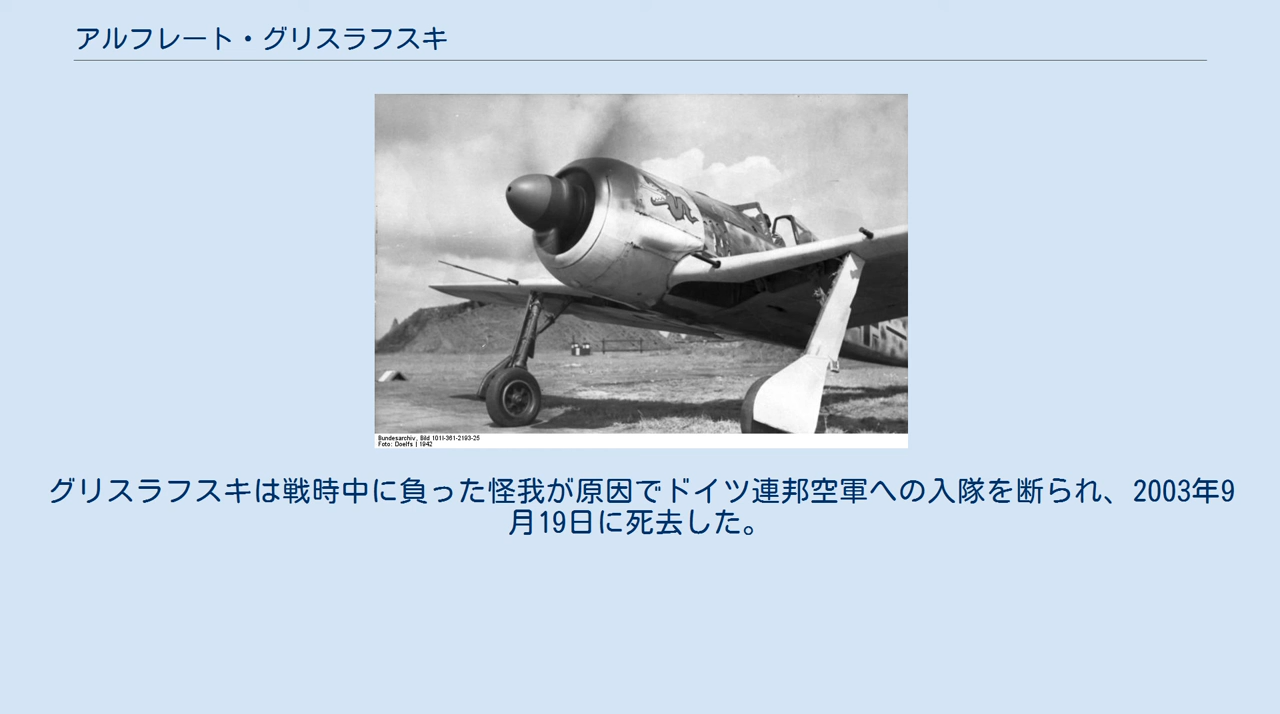 アルフレート・グリスラフスキ
Bundesarchiv, Bild 101I-361-2193-25
Foto: Doelfs | 1942
グリスラフスキは戦時中に負った怪我が原因でドイツ連邦空軍への入隊を断られ、2003年9
月19日に死去した。